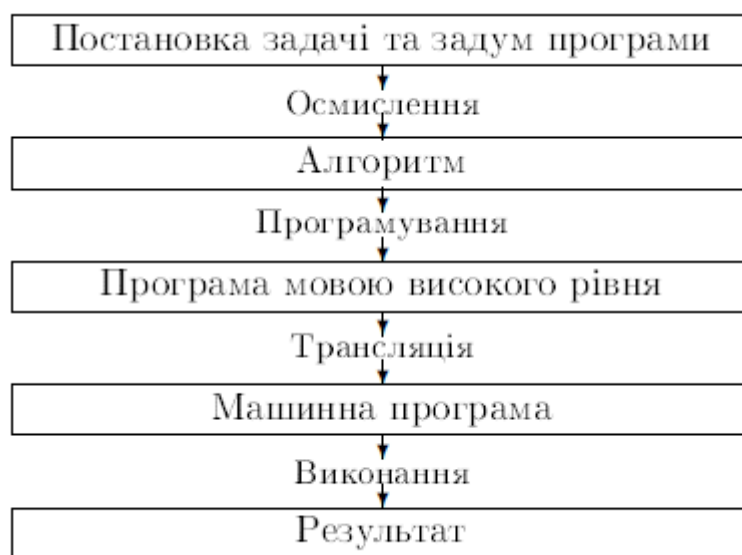 Постановка задачі та задум програми
Осмислення
Алгоритм
Програмування
Програма мовою високого рівня
Трансляція
Машинна програма
Виконання
Результат